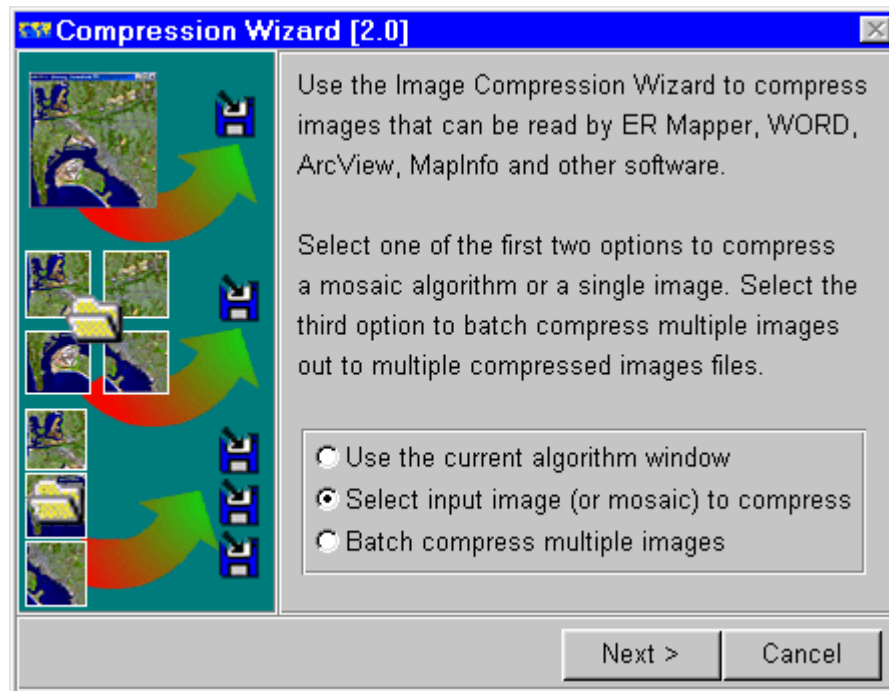 Compression Wizard [2.0]
Use the Image Compression Wizard to compress
images that can be read by ER Mapper, WORD,
ArcView, MapInfo and other software.
Select one of the first two options to compress
a mosaic algorithm or a single image. Select the
third option to batch compress multiple images
out to multiple compressed images files.
Use the current algorithm window
Select input image (or mosaic) to compress
Batch compress multiple images
Next >
Cancel